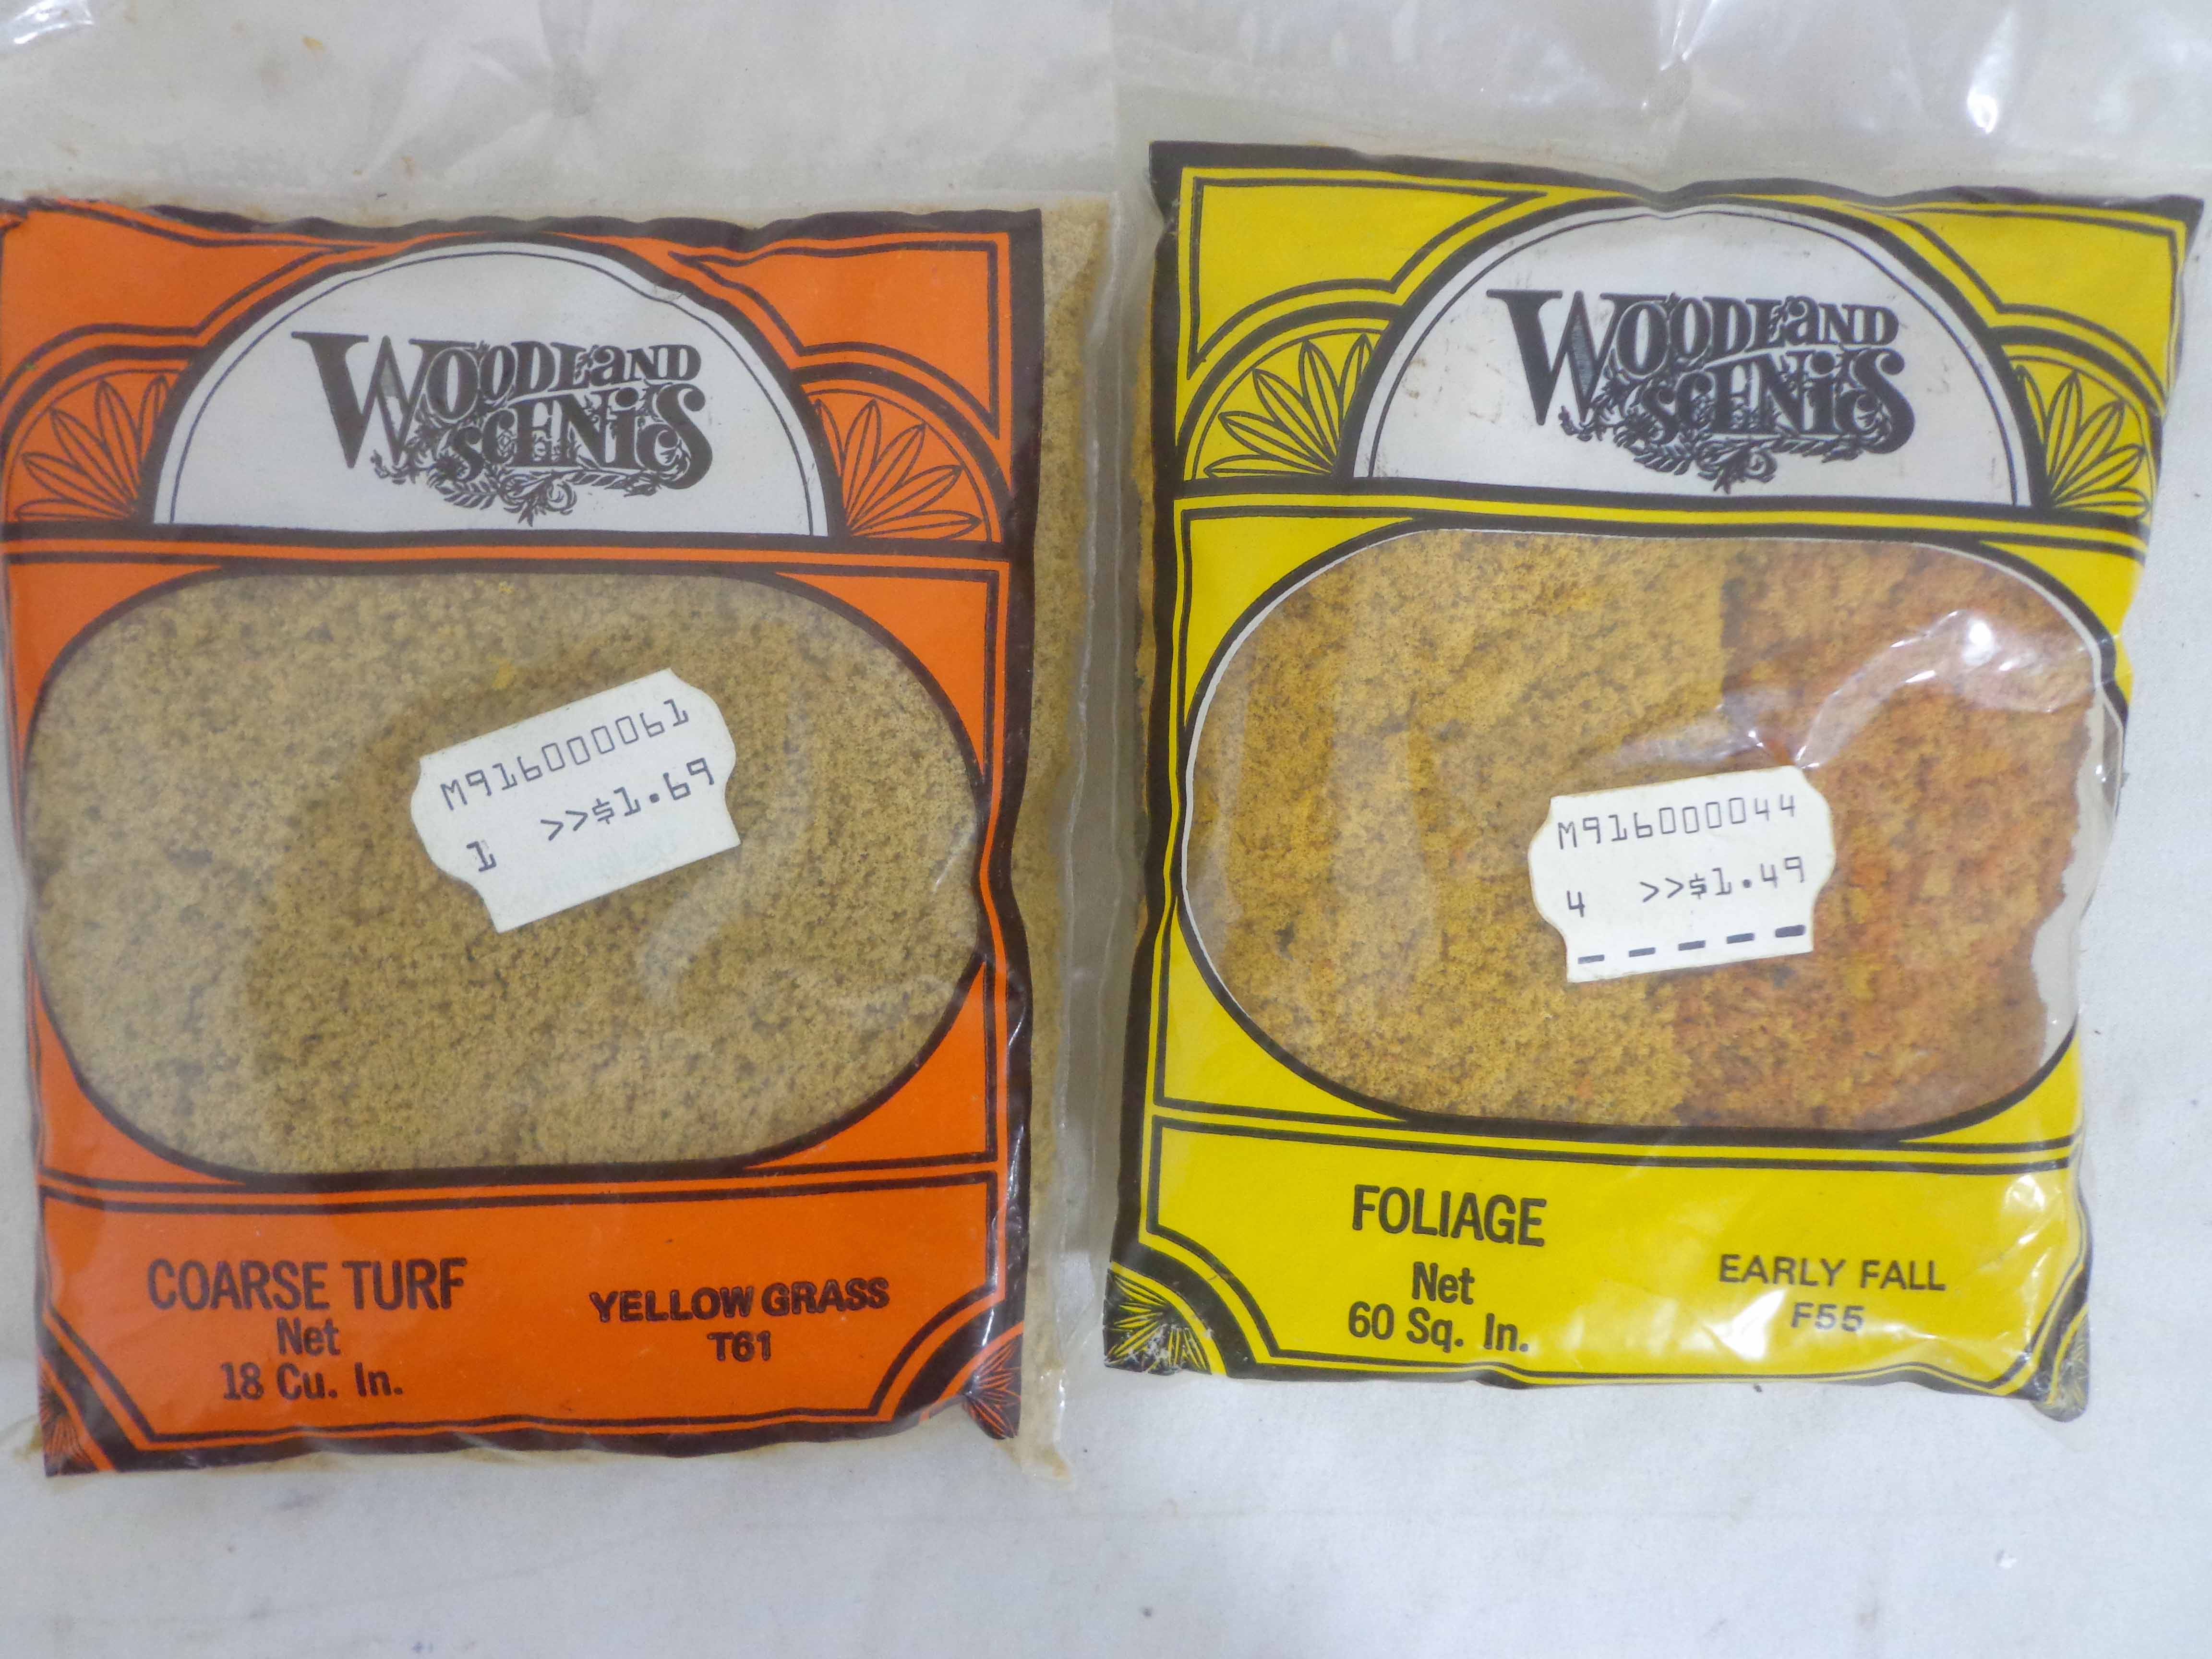 WOODLAND
SCENICS
M916000061
1 >>$1.69
COARSE TURF
Net
18 Cu. In.
YELLOW GRASS
T61
WOODLAND
SCENICS
M916000044
4 >>$1.49
FOLIAGE
Net
60 Sq. In.
EARLY FALL
F55